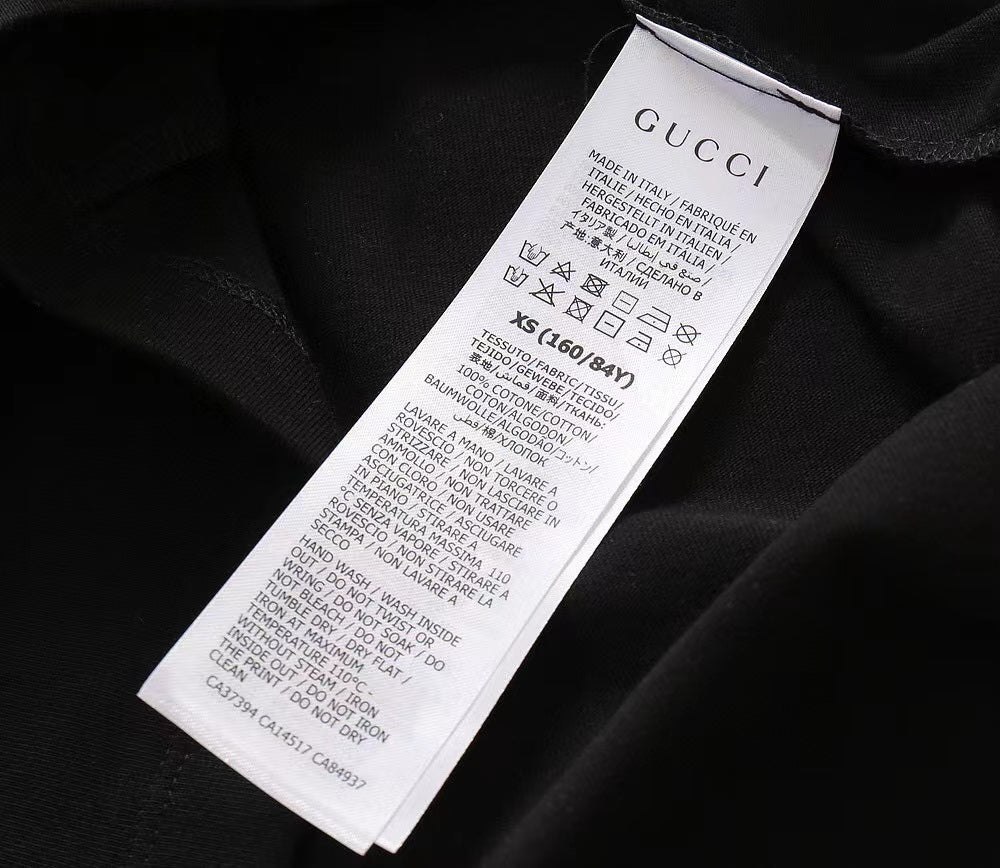 GUCCI
MADE IN ITALY / FABRIQUÉ EN
ITALIE / HECHO EN ITALIA /
HERGESTELLT IN ITALIEN /
FABRICADO EM ITALIA /
イタリア製 / صنع في إيطاليا /
产地:意大利 / СДЕЛАНО В
ИТАЛИИ
XS (160/84Y)
TESSUTO/FABRIC/TISSU/
TEJIDO/GEWEBE/TECIDO/
表地/قماش/面料/ТКАНЬ:
100% COTONE/COTTON/
COTON/ALGODON/
BAUMWOLLE/ALGODÃO/コットン/
قطن/棉/ХЛОПОК
LAVARE A MANO / LAVARE A
ROVESCIO / NON TORCERE O
STRIZZARE / NON LASCIARE IN
AMMOLLO / NON TRATTARE
CON CLORO / NON USARE
ASCIUGATRICE / ASCIUGARE
IN PIANO / STIRARE A
TEMPERATURA MASSIMA 110
°C SENZA VAPORE / STIRARE A
ROVESCIO / NON STIRARE LA
STAMPA / NON LAVARE A
SECCO
HAND WASH / WASH INSIDE
OUT / DO NOT TWIST OR
WRING / DO NOT SOAK / DO
NOT BLEACH / DO NOT
TUMBLE DRY / DRY FLAT /
IRON AT MAXIMUM
TEMPERATURE 110°C -
WITHOUT STEAM / IRON
INSIDE OUT / DO NOT IRON
THE PRINT / DO NOT DRY
CLEAN
CA37394 CA14517 CA84937